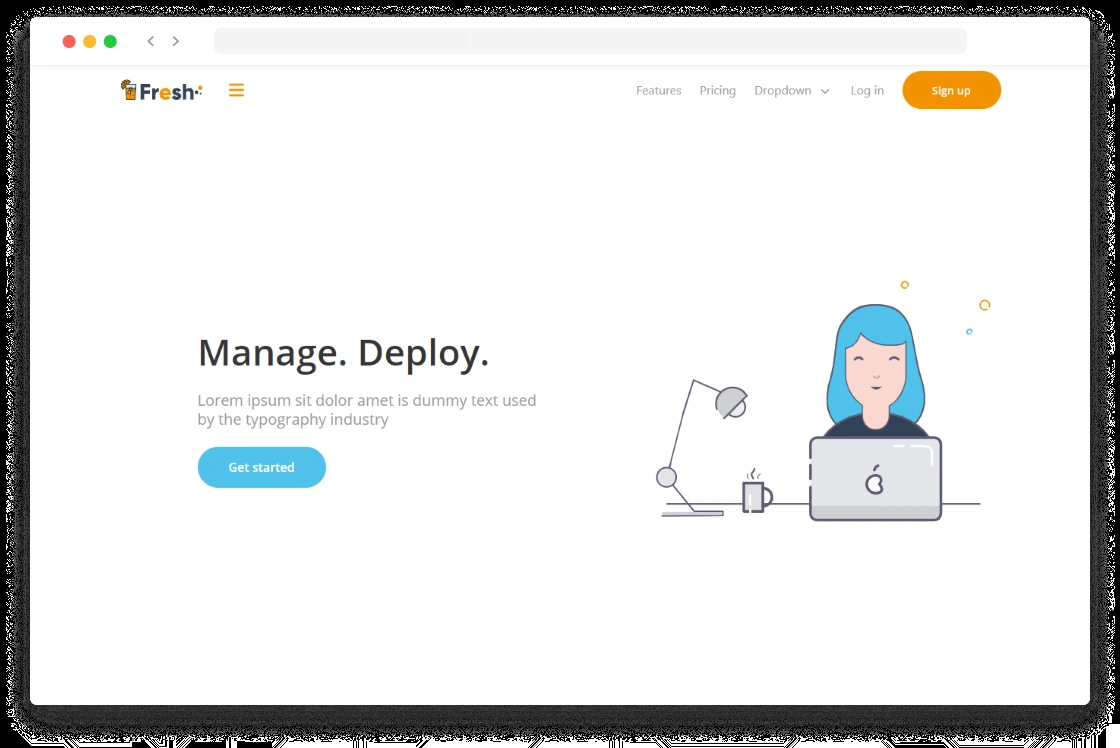 Fresh
Features Pricing Dropdown Log in Sign up
Manage. Deploy.
Lorem ipsum sit dolor amet is dummy text used
by the typography industry
Get started